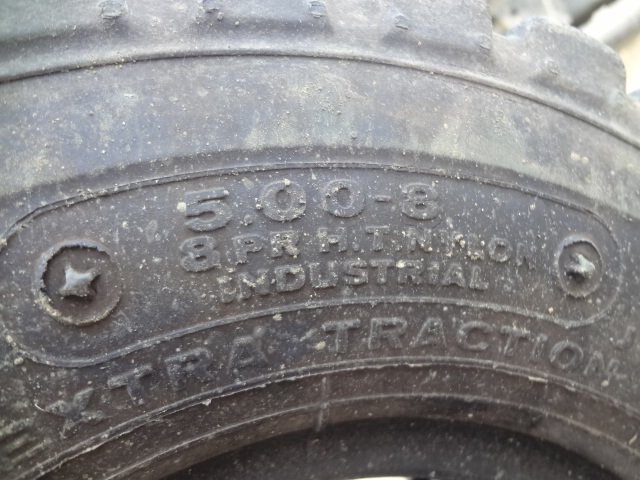 5.00-8
8 PR H.T. NYLON
INDUSTRIAL
XTRA TRACTION